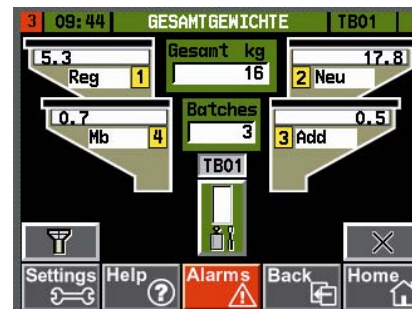 3 09:44 GESAMTGEWICHTE TB01
5.3 Gesamt kg 17.8
Reg 1 16 2 Neu
0.7 Batches 0.5
Mb 4 3 3 Add
TB01
Settings Help ? Alarms Back Home